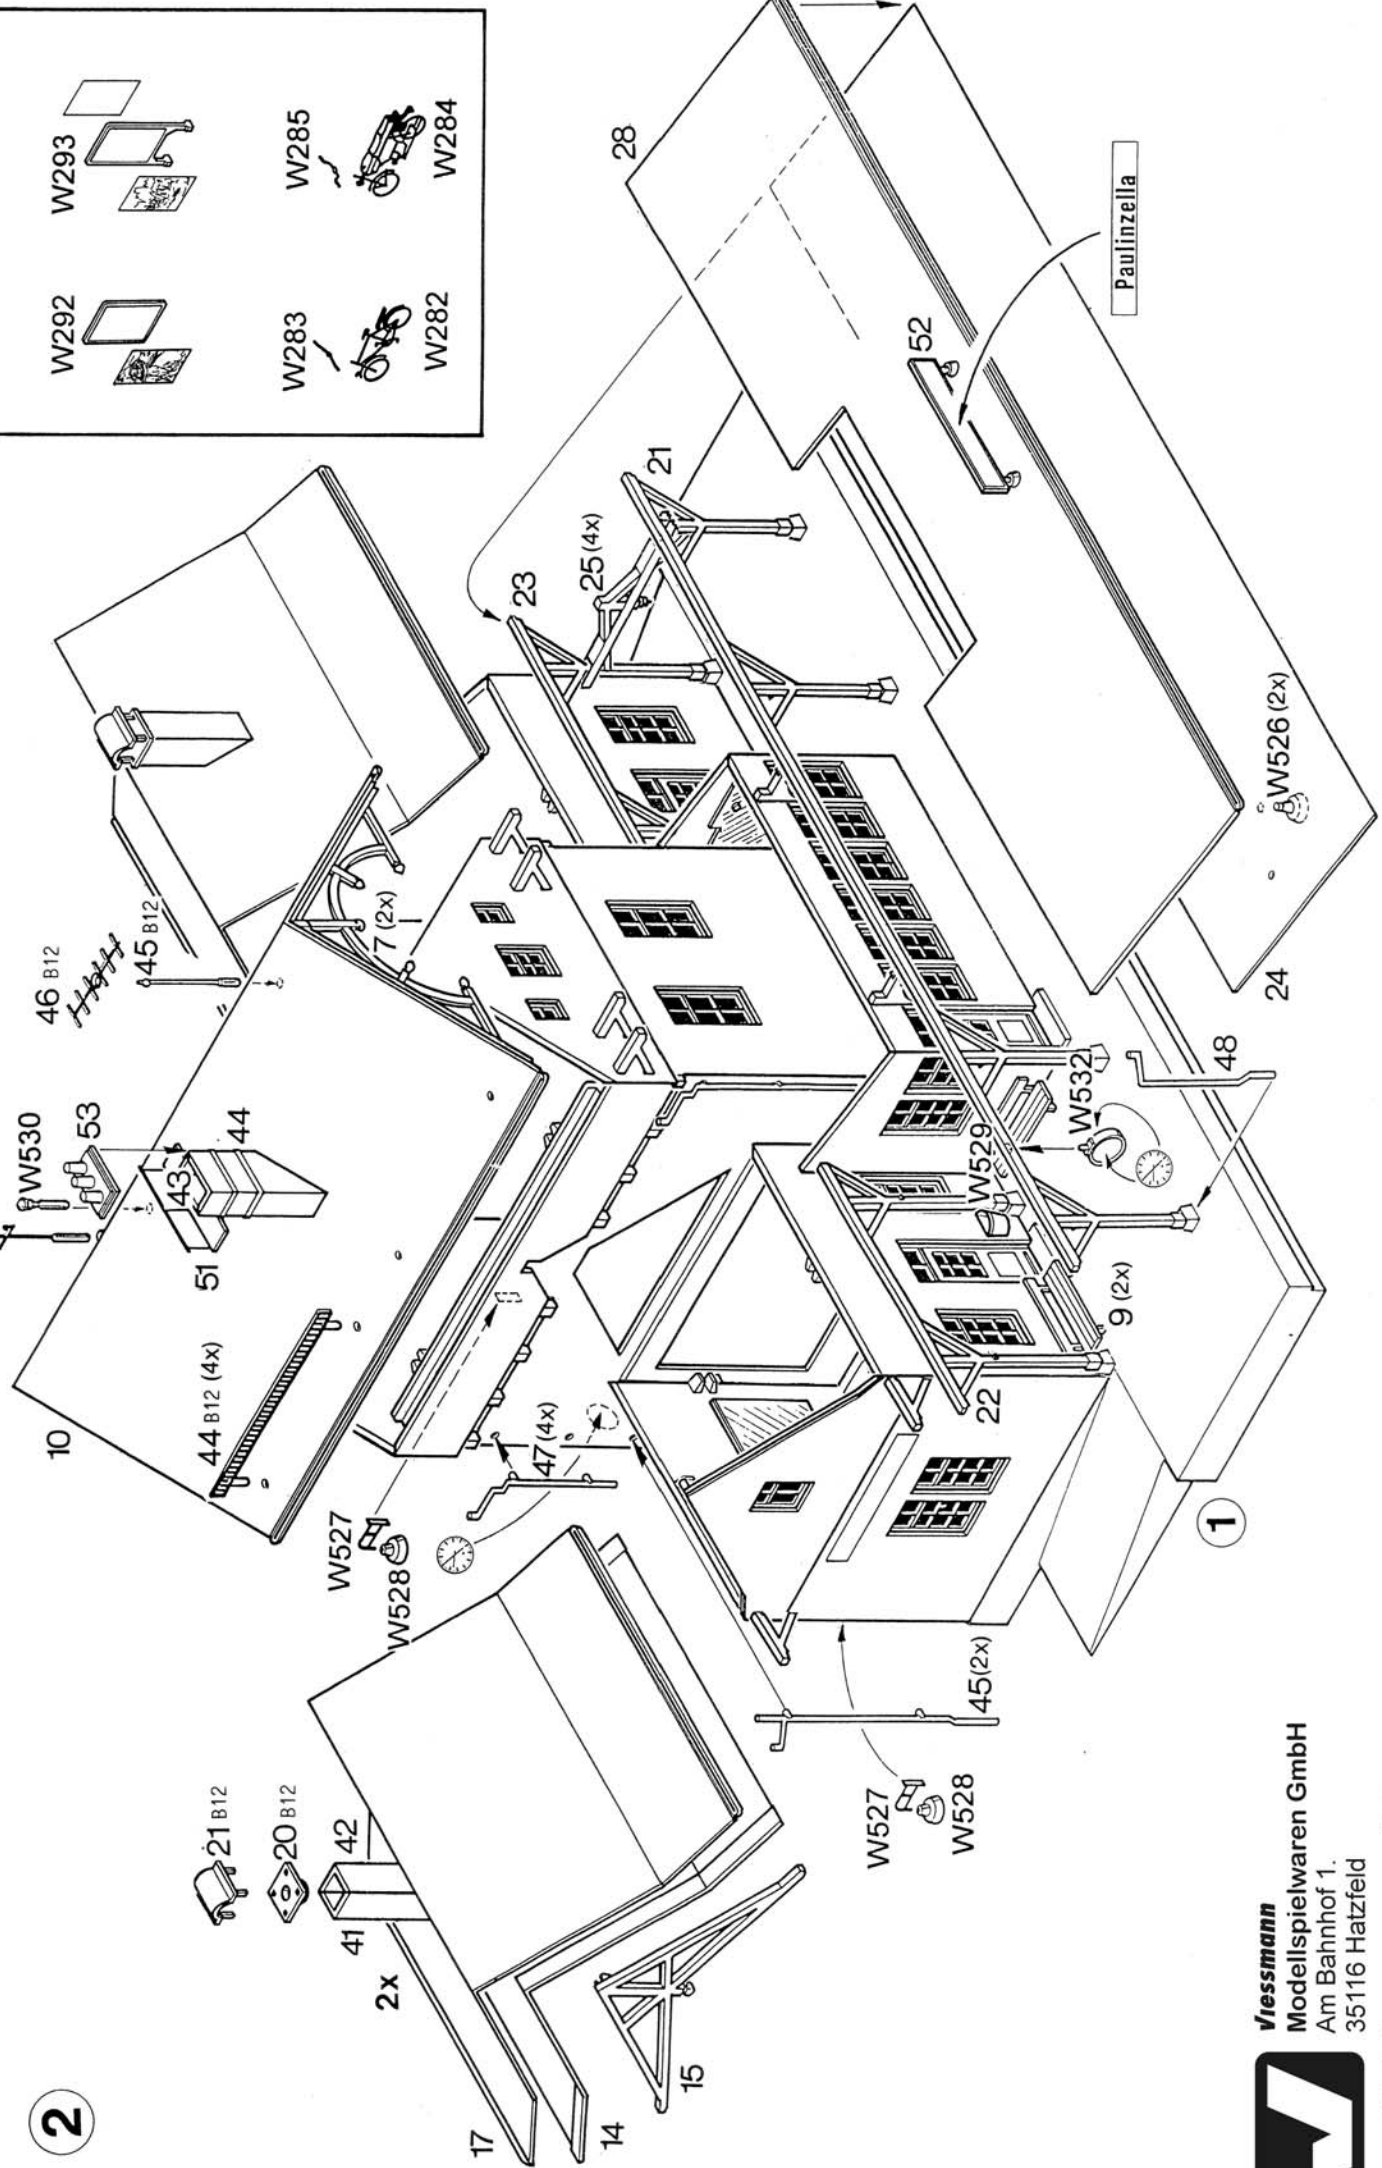 2
W292
W293
W283
W285
W282
W284
10
W530
53
46 B12
45 B12
43
44
51
44 B12 (4x)
7 (2x)
W527
W528
47 (4x)
23
25 (4x)
21
28
52
Paulinzella
21 B12
20 B12
41
42
2x
17
14
15
W527
W528
45 (2x)
22
9 (2x)
W529
W532
48
24
W526 (2x)
1
Viessmann
Modellspielwaren GmbH
Am Bahnhof 1.
35116 Hatzfeld